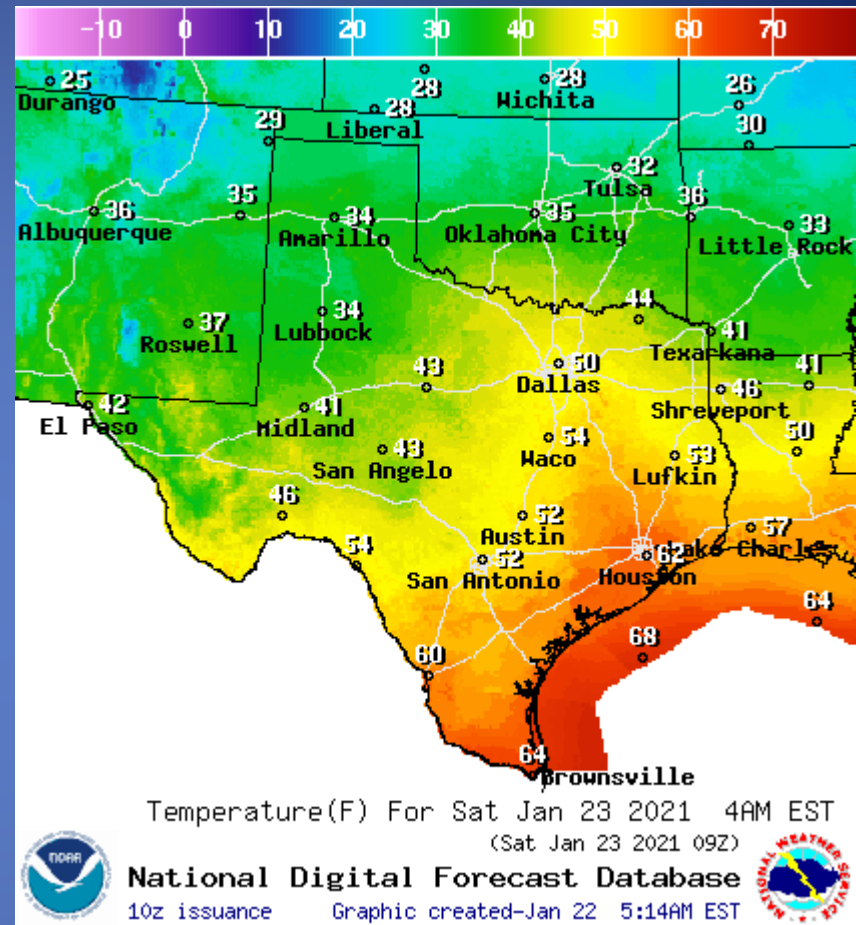 -10 0 10 20 30 40 50 60 70
25
Durango
28
28
Wichita
26
28
Liberal
29
30
32
Tulsa
36
Albuquerque
35
34
Amarillo
35
Oklahoma City
36
33
Little Rock
37
Roswell
34
Lubbock
44
41
Texarkana
50
Dallas
43
41
46
Shreveport
42
El Paso
41
Midland
54
Waco
50
43
San Angelo
53
Lufkin
46
52
Austin
57
Lake Charles
54
52
San Antonio
62
Houston
64
68
60
64
Brownsville
Temperature(F) For Sat Jan 23 2021 4AM EST
(Sat Jan 23 2021 09Z)
NOAA
National Digital Forecast Database
10z issuance Graphic created-Jan 22 5:14AM EST
NATIONAL WEATHER SERVICE